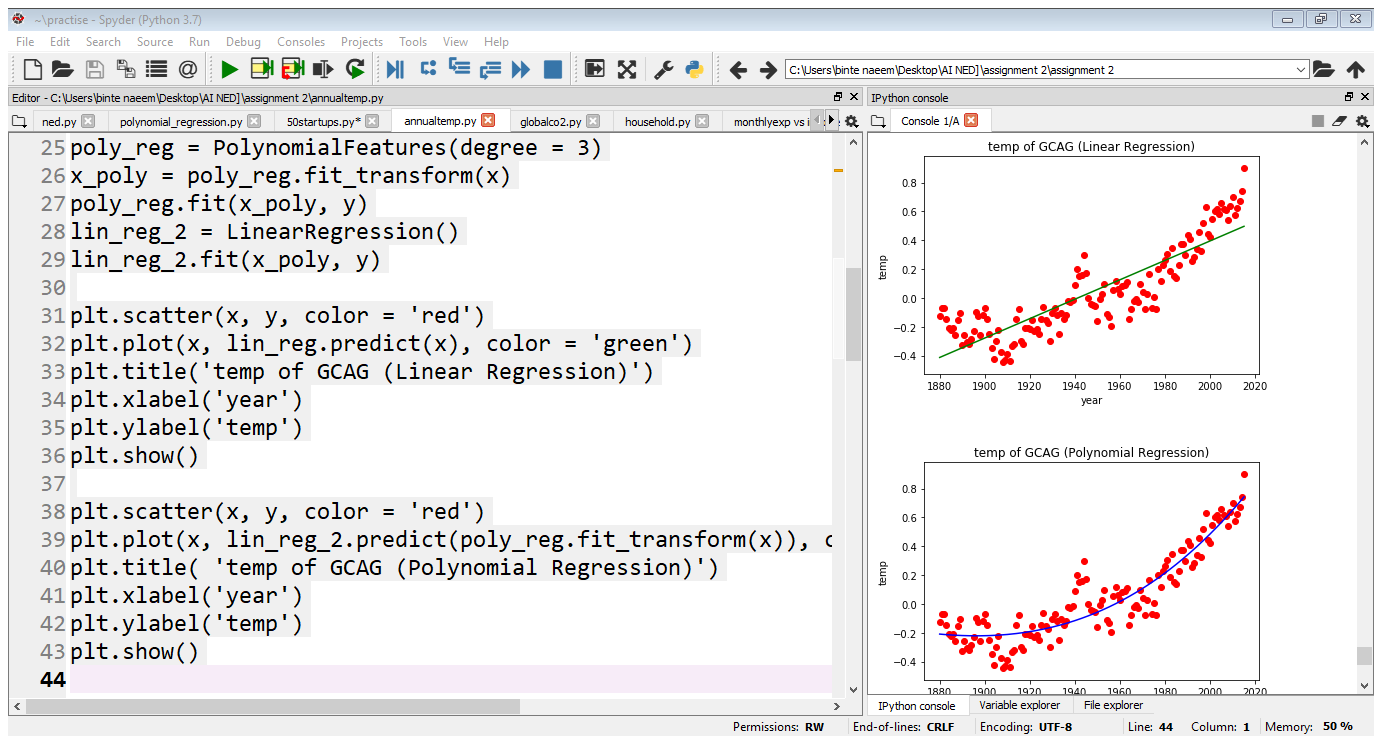 ~\practise - Spyder (Python 3.7)
File Edit Search Source Run Debug Consoles Projects Tools View Help
C:\Users\binte naeem\Desktop\AI NED]\assignment 2\assignment 2
Editor - C:\Users\binte naeem\Desktop\AI NED]\assignment 2\annualtemp.py
ned.py polynomial_regression.py 50startups.py* annualtemp.py globalco2.py household.py monthlyexp vs i
25 poly_reg = PolynomialFeatures(degree = 3)
26 x_poly = poly_reg.fit_transform(x)
27 poly_reg.fit(x_poly, y)
28 lin_reg_2 = LinearRegression()
29 lin_reg_2.fit(x_poly, y)
30
31 plt.scatter(x, y, color = 'red')
32 plt.plot(x, lin_reg.predict(x), color = 'green')
33 plt.title('temp of GCAG (Linear Regression)')
34 plt.xlabel('year')
35 plt.ylabel('temp')
36 plt.show()
37
38 plt.scatter(x, y, color = 'red')
39 plt.plot(x, lin_reg_2.predict(poly_reg.fit_transform(x)), c
40 plt.title( 'temp of GCAG (Polynomial Regression)')
41 plt.xlabel('year')
42 plt.ylabel('temp')
43 plt.show()
44
IPython console
Console 1/A
temp of GCAG (Linear Regression)
0.8
0.6
0.4
0.2
0.0
−0.2
−0.4
temp
1880 1900 1920 1940 1960 1980 2000 2020
year
temp of GCAG (Polynomial Regression)
0.8
0.6
0.4
0.2
0.0
−0.2
−0.4
temp
1880 1900 1920 1940 1960 1980 2000 2020
IPython console Variable explorer File explorer
Permissions: RW End-of-lines: CRLF Encoding: UTF-8 Line: 44 Column: 1 Memory: 50 %